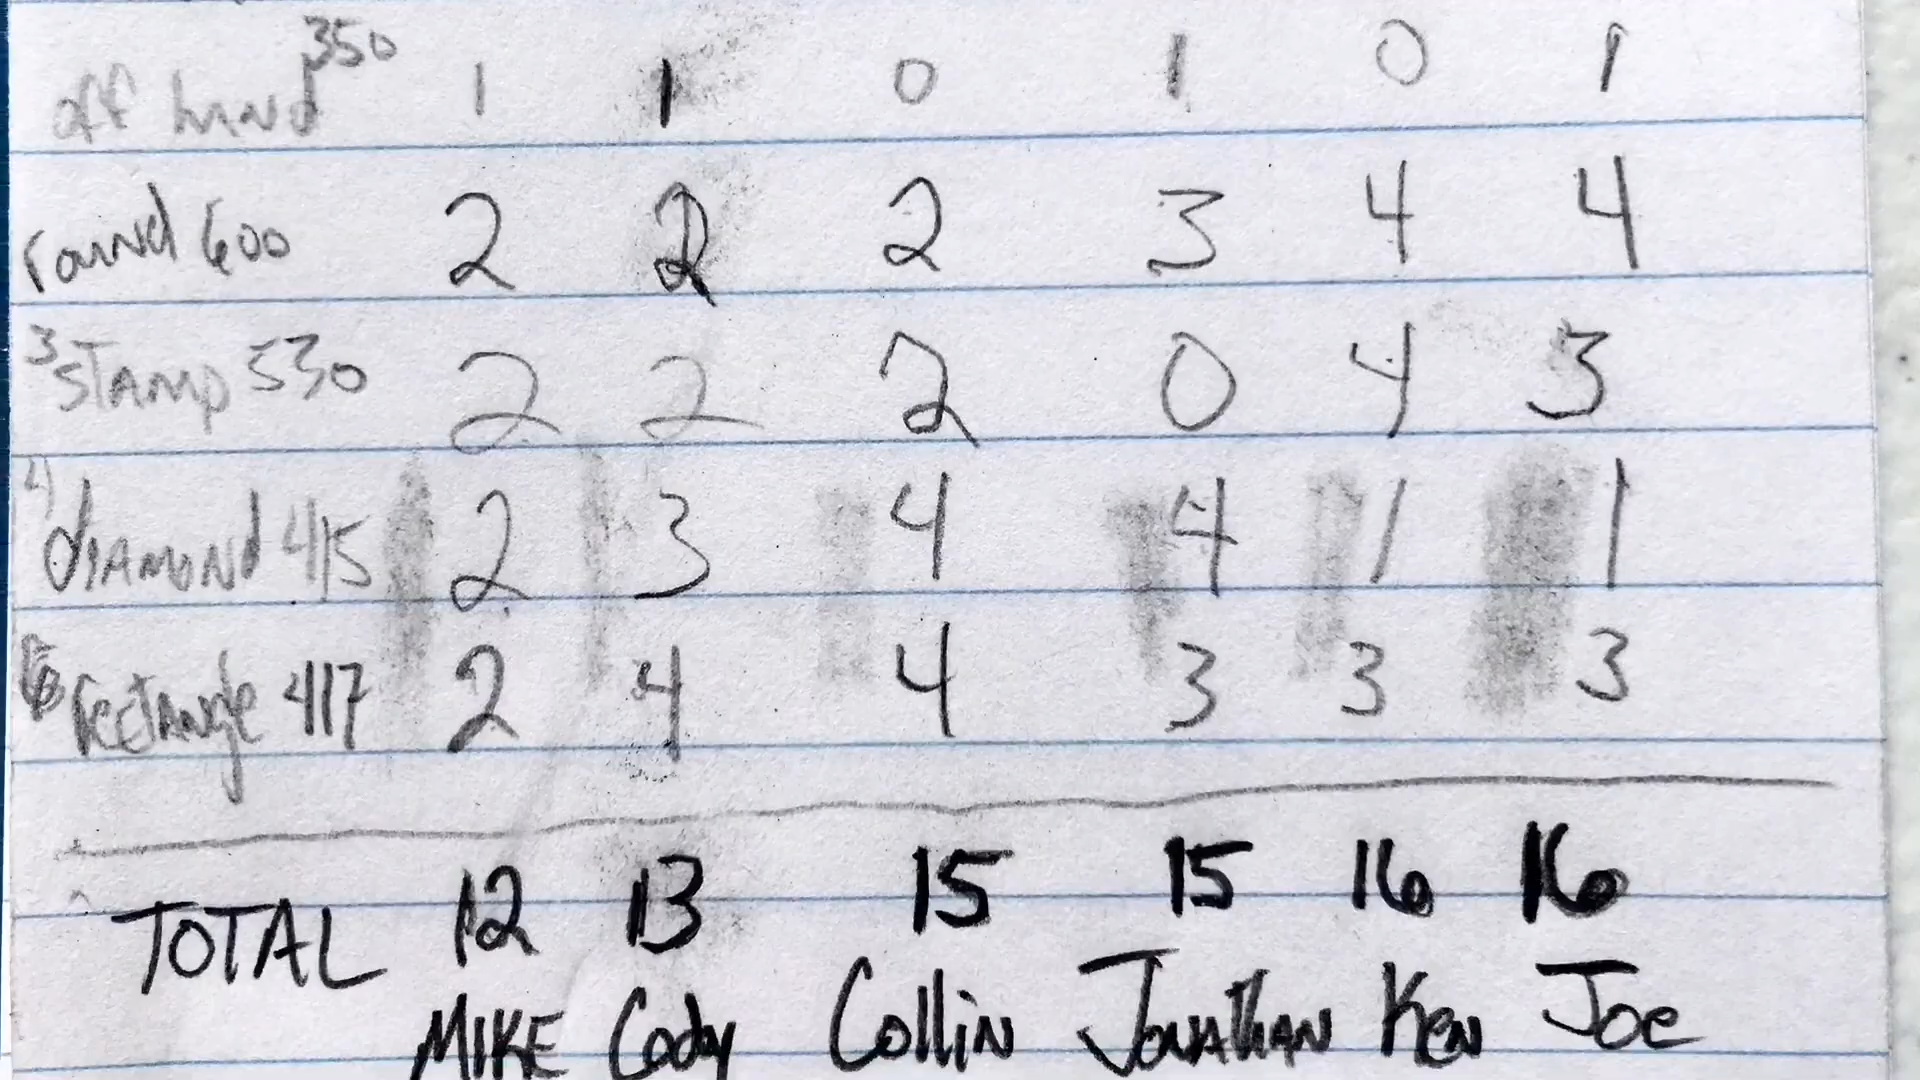 off hand 350 1 1 0 1 0 1
round 600 2 2 2 3 4 4
3 stamp 530 2 2 2 0 4 3
4 diamond 415 2 3 4 4 1 1
rectangle 417 2 4 4 3 3 3
TOTAL 12 13 15 15 16 16
MIKE Cody Collin Jonathan Ken Joe